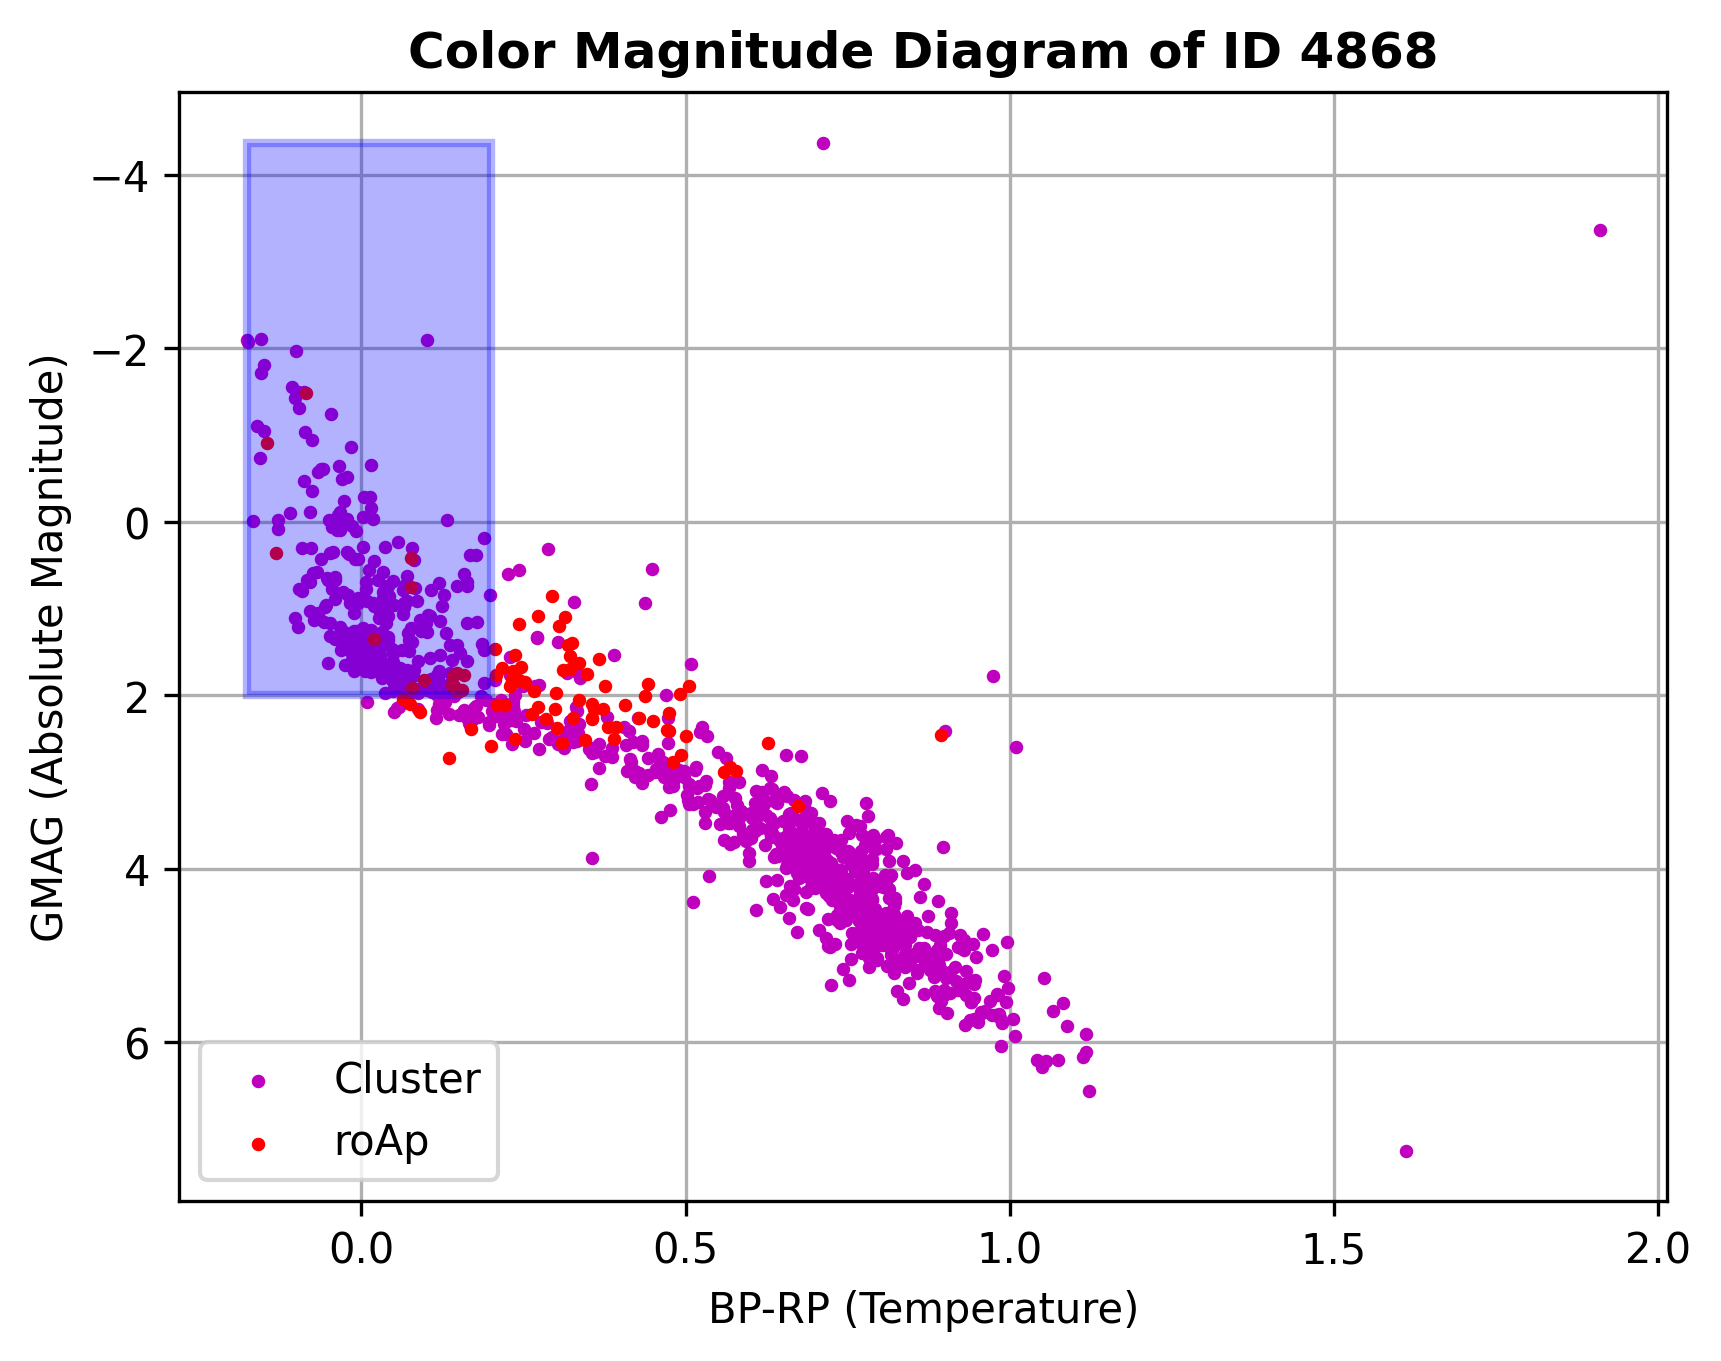 Color Magnitude Diagram of ID 4868
GMAG (Absolute Magnitude)
−4
−2
0
2
4
6
Cluster
roAp
0.0 0.5 1.0 1.5 2.0
BP-RP (Temperature)